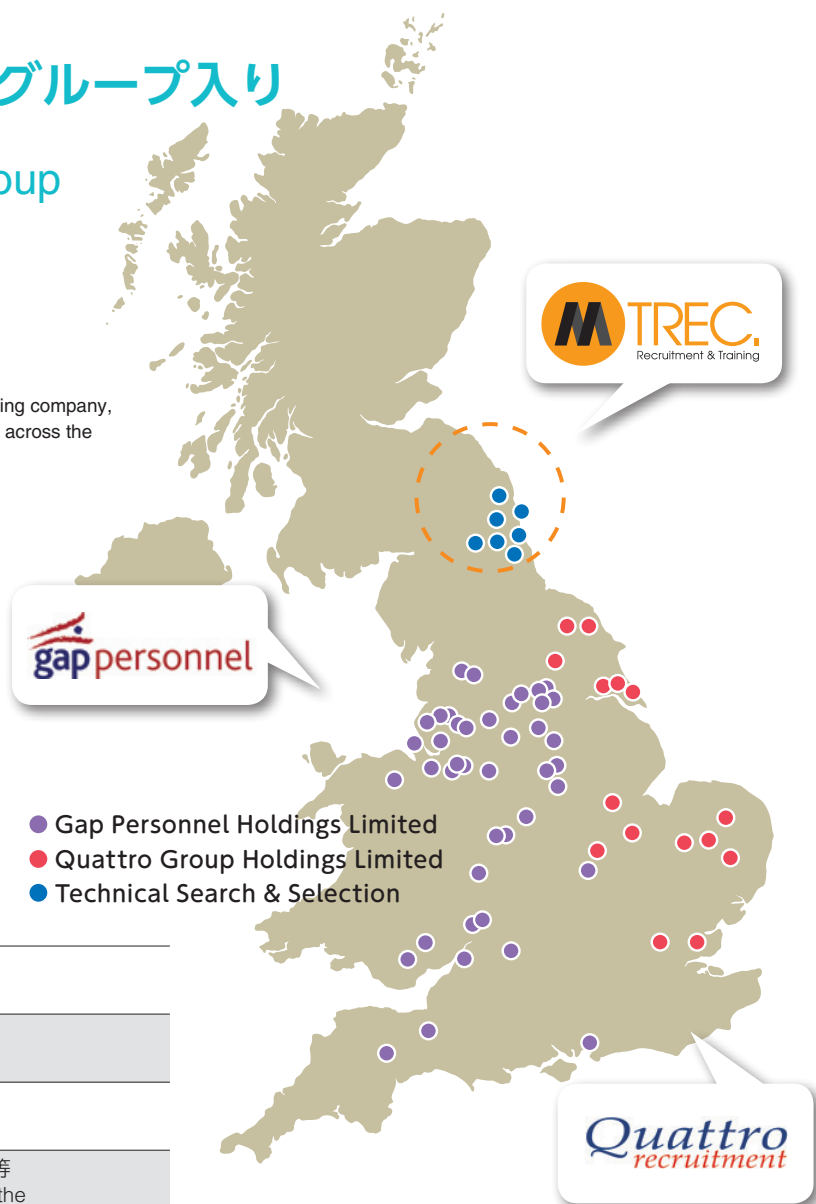 グループ入り
oup
ing company,
across the
M TREC.
Recruitment & Training
gap personnel
Gap Personnel Holdings Limited
Quattro Group Holdings Limited
Technical Search & Selection
等
the
Quattro
recruitment